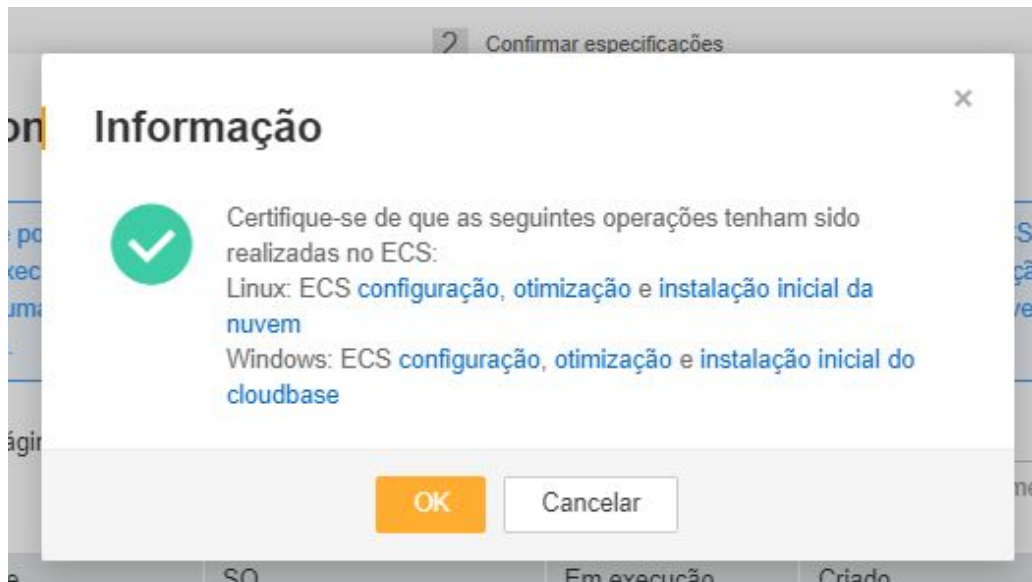 2 Confirmar especificações
Informação
×
Certifique-se de que as seguintes operações tenham sido
realizadas no ECS:
Linux: ECS configuração, otimização e instalação inicial da
nuvem
Windows: ECS configuração, otimização e instalação inicial do
cloudbase
OK Cancelar
SO Em execução Criado